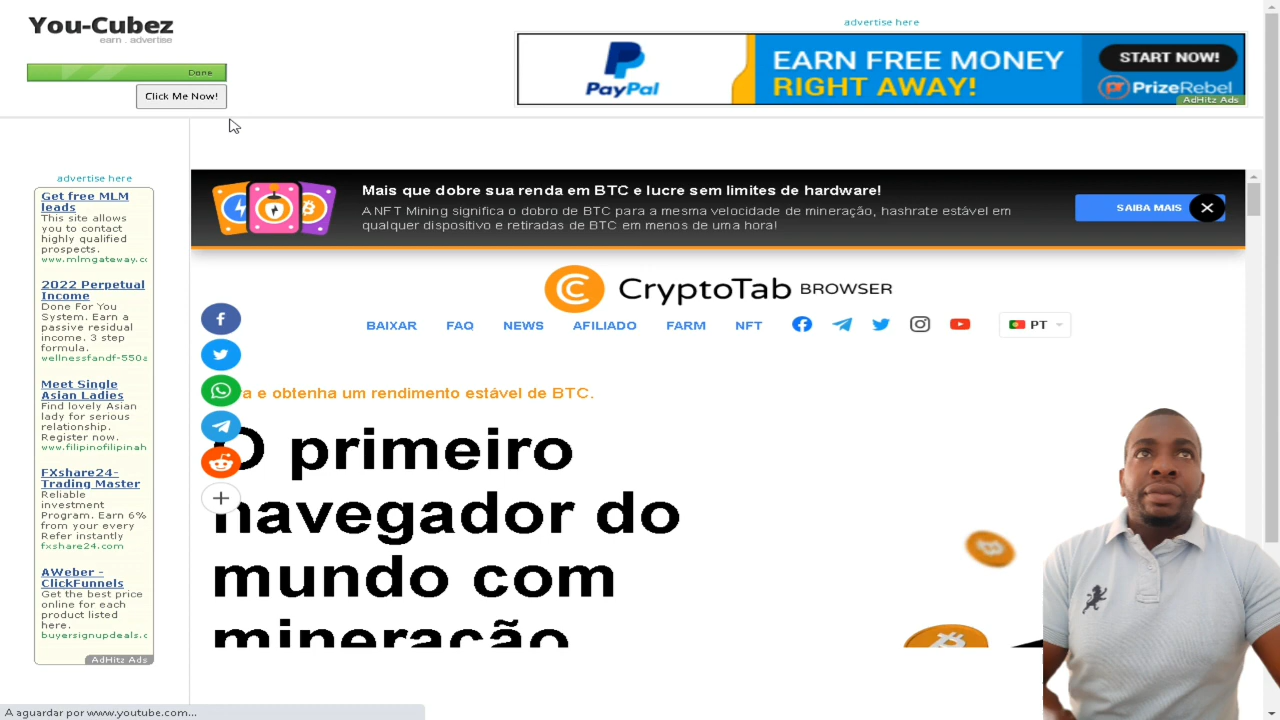 You-Cubez
earn . advertise
Done
Click Me Now!
advertise here
PayPal
EARN FREE MONEY
RIGHT AWAY!
START NOW!
PrizeRebel
AdHitz Ads
advertise here
Get free MLM
leads
This site allows
you to contact
highly qualified
prospects.
www.mlmgateway.cc
2022 Perpetual
Income
Done For You
System. Earn a
passive residual
income. 3 step
formula.
wellnessfandf-550a
Meet Single
Asian Ladies
Find lovely Asian
lady for serious
relationship.
Register now.
www.filipinofilipinah
FXshare24-
Trading Master
Reliable
investment
Program. Earn 6%
from your every
Refer instantly
fxshare24.com
AWeber -
ClickFunnels
Get the best price
online for each
product listed
here.
buyersignupdeals.c
AdHitz Ads
Mais que dobre sua renda em BTC e lucre sem limites de hardware!
A NFT Mining significa o dobro de BTC para a mesma velocidade de mineração, hashrate estável em
qualquer dispositivo e retiradas de BTC em menos de uma hora!
SAIBA MAIS
CryptoTab BROWSER
BAIXAR FAQ NEWS AFILIADO FARM NFT
PT
a e obtenha um rendimento estável de BTC.
O primeiro
navegador do
mundo com
mineração
A aguardar por www.youtube.com...